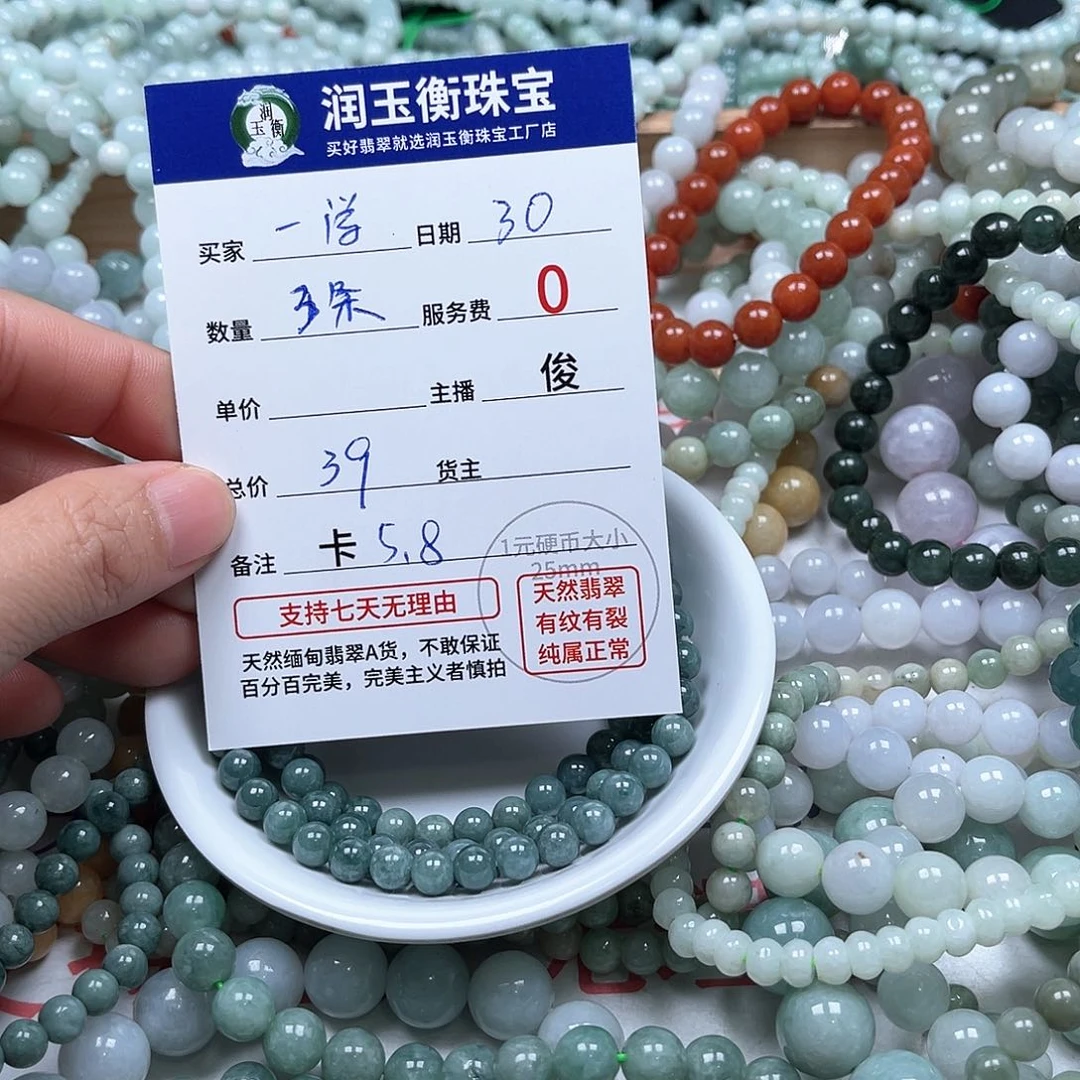 润玉衡
润玉衡珠宝
买好翡翠就选润玉衡珠宝工厂店
买家 一学 日期 30
数量 3条 服务费 0
单价 主播 俊
总价 39 货主
备注 卡 5.8
1元硬币大小
25mm
支持七天无理由
天然翡翠
有纹有裂
纯属正常
天然缅甸翡翠A货，不敢保证
百分百完美，完美主义者慎拍